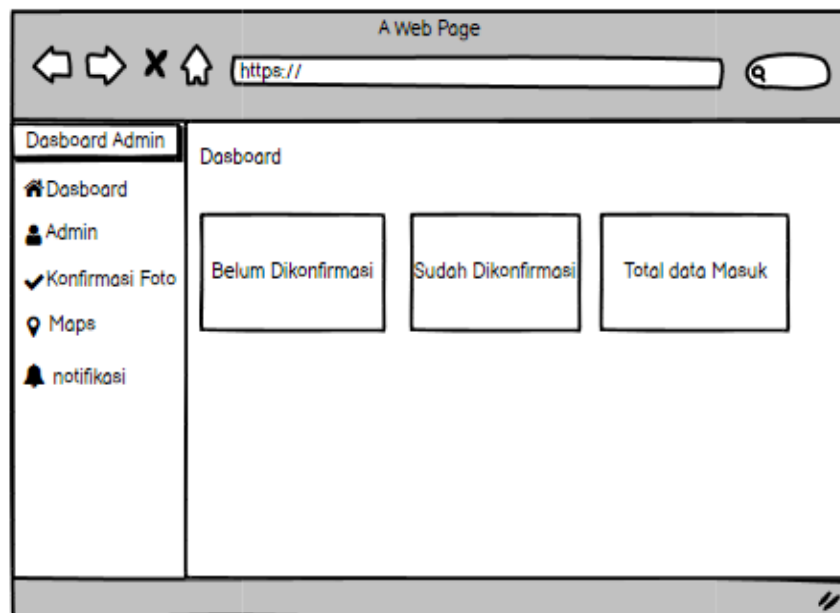 A Web Page
https://
Dasboard Admin
Dasboard
Admin
Konfirmasi Foto
Maps
notifikasi
Dasboard
Belum Dikonfirmasi
Sudah Dikonfirmasi
Total data Masuk